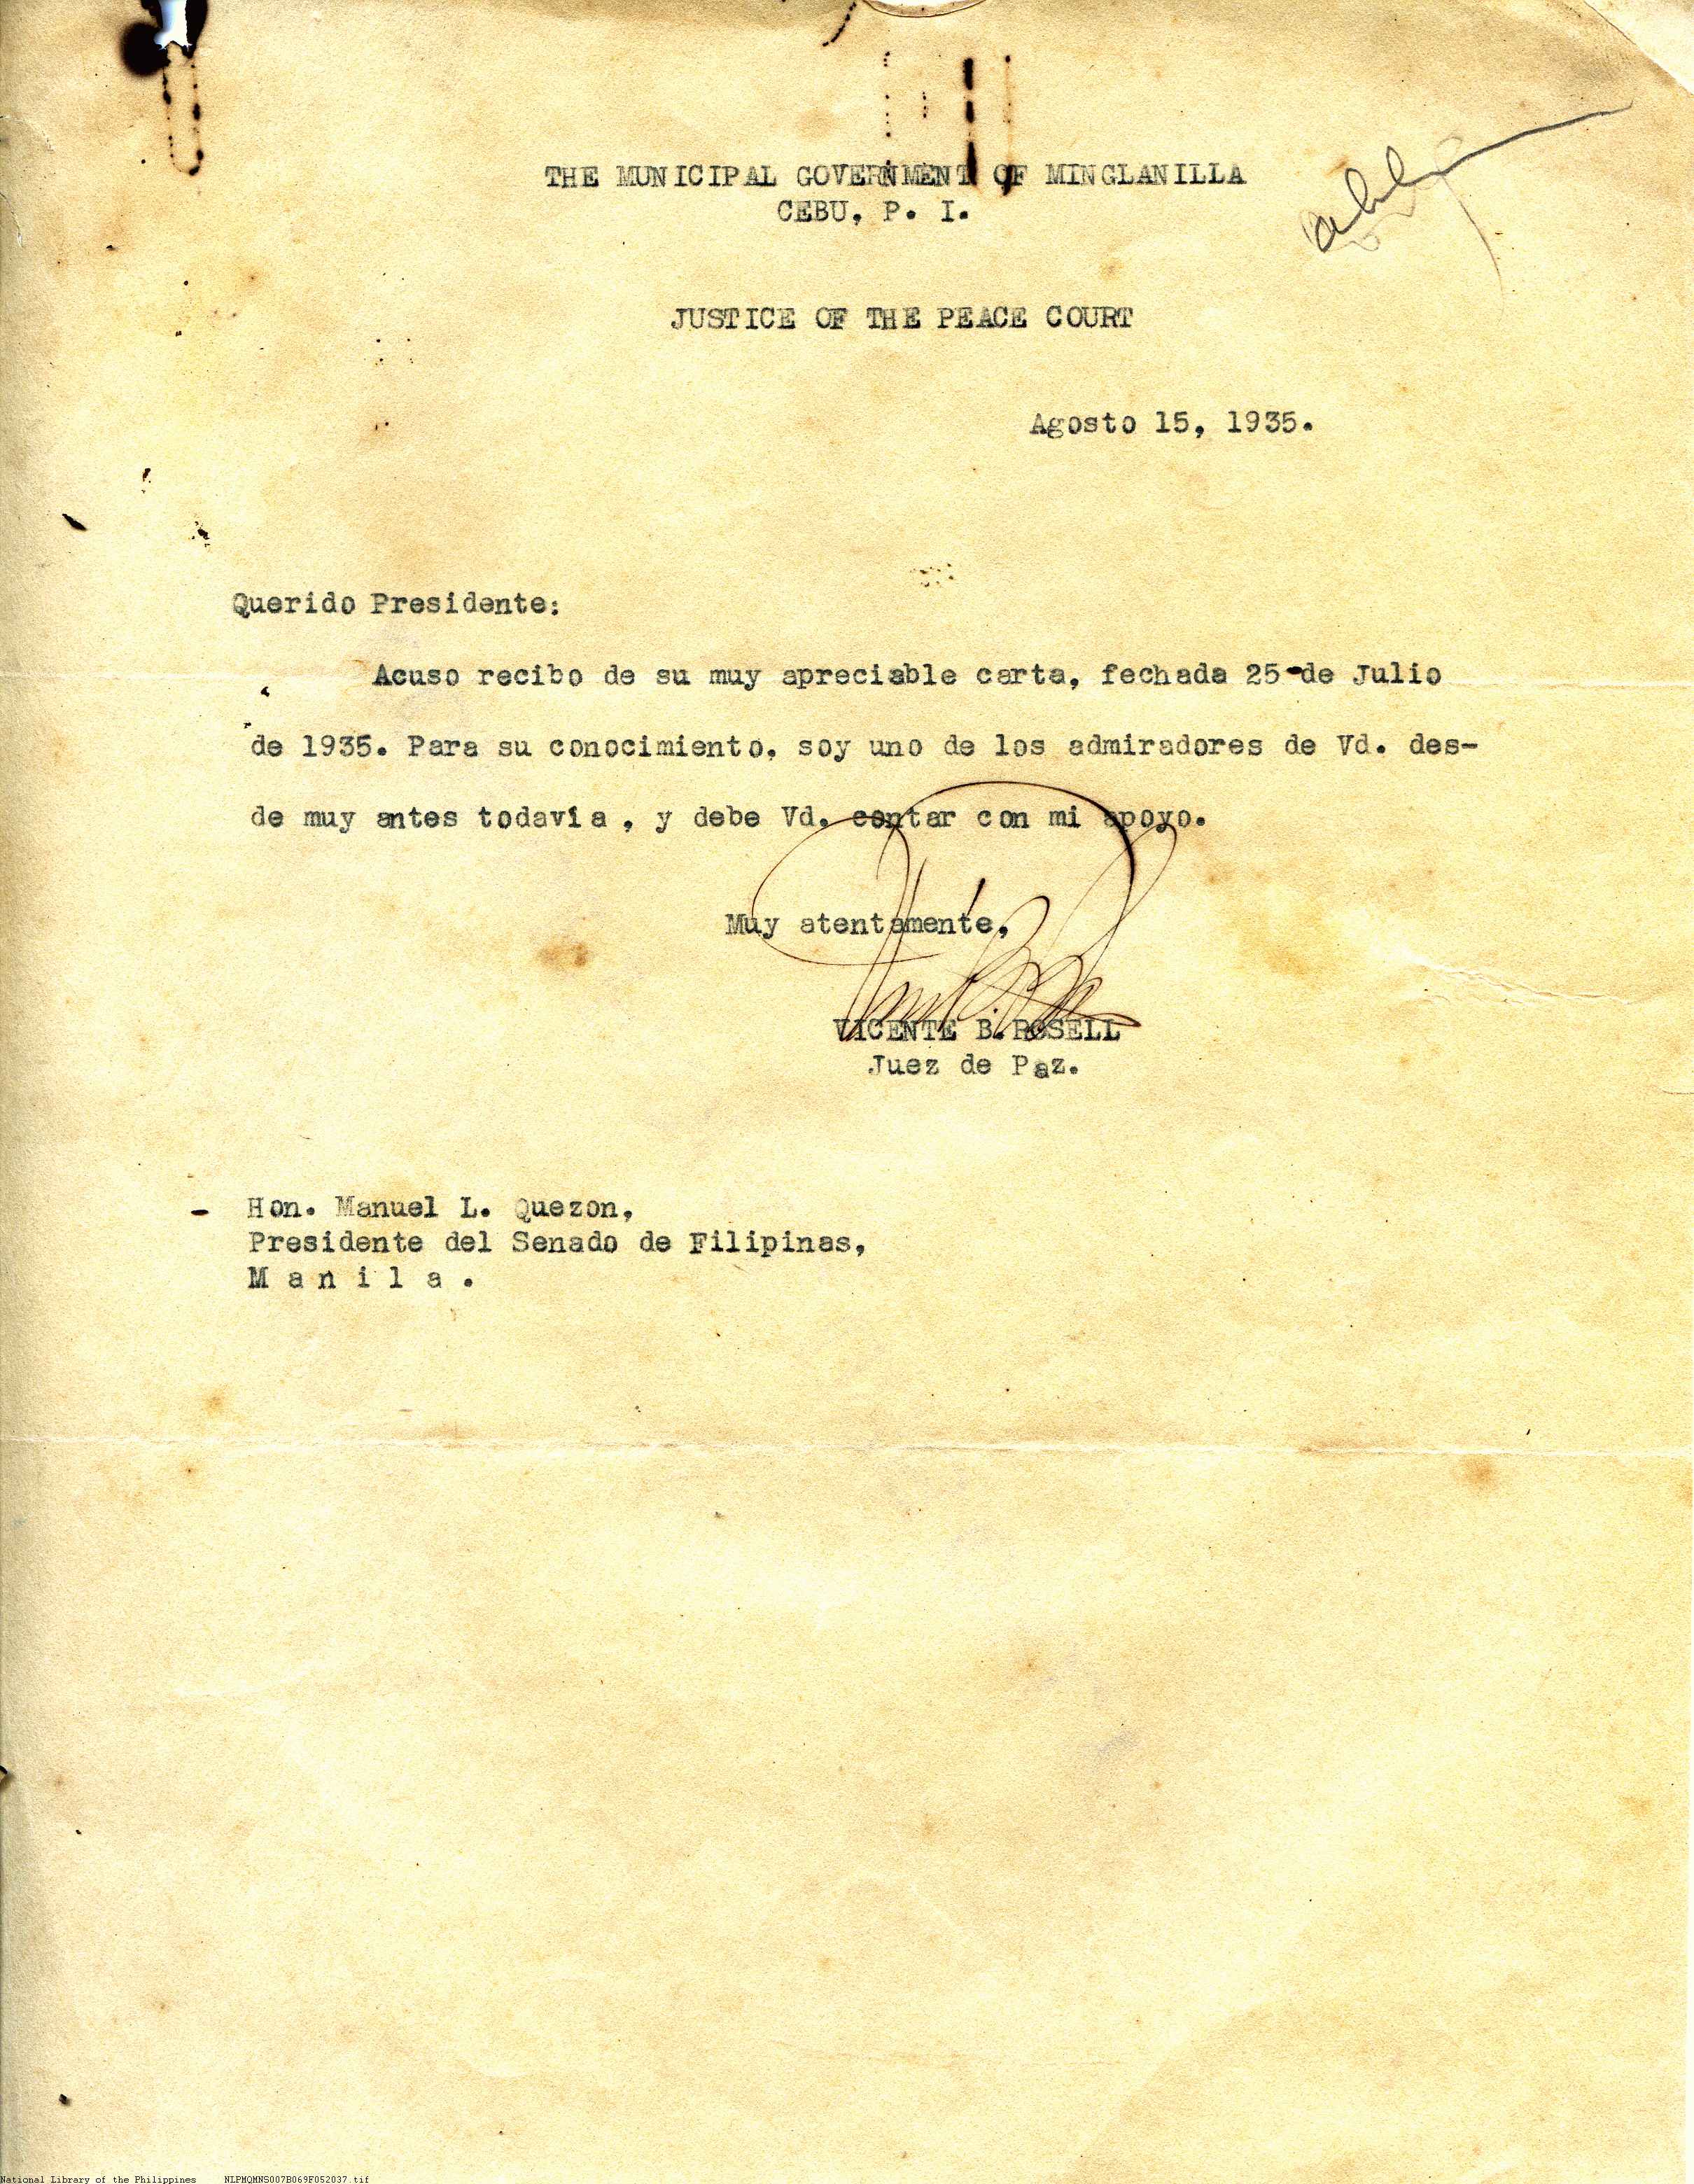 THE MUNICIPAL GOVERNMENT OF MINGLANILLA
CEBU, P. I.
JUSTICE OF THE PEACE COURT
Agosto 15, 1935.
Querido Presidente:
Acuso recibo de su muy apreciable carta, fechada 25-de Julio
de 1935. Para su conocimiento, soy uno de los admiradores de Vd. des-
de muy antes todavía, y debe Vd. contar con mi apoyo.
Muy atentamente,
VICENTE B. ROSELL
Juez de Paz.
- Hon. Manuel L. Quezon,
Presidente del Senado de Filipinas,
M a n i l a .
National Library of the Philippines NLPMQMNS007B069F052037.tif